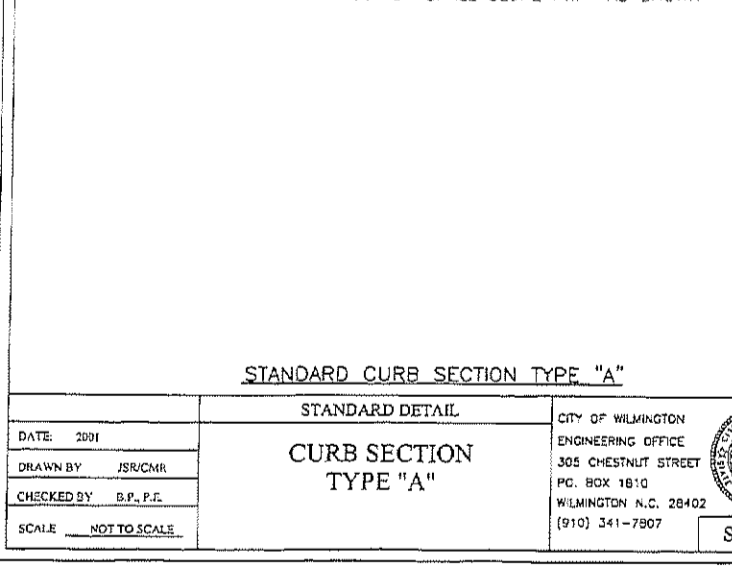 STANDARD CURB SECTION TYPE "A"
STANDARD DETAIL
DATE: 2001
DRAWN BY JSR/CMR
CHECKED BY B.P., P.E.
SCALE NOT TO SCALE
CURB SECTION
TYPE "A"
CITY OF WILMINGTON
ENGINEERING OFFICE
305 CHESTNUT STREET
PO. BOX 1810
WILMINGTON N.C. 28402
(910) 341-7807